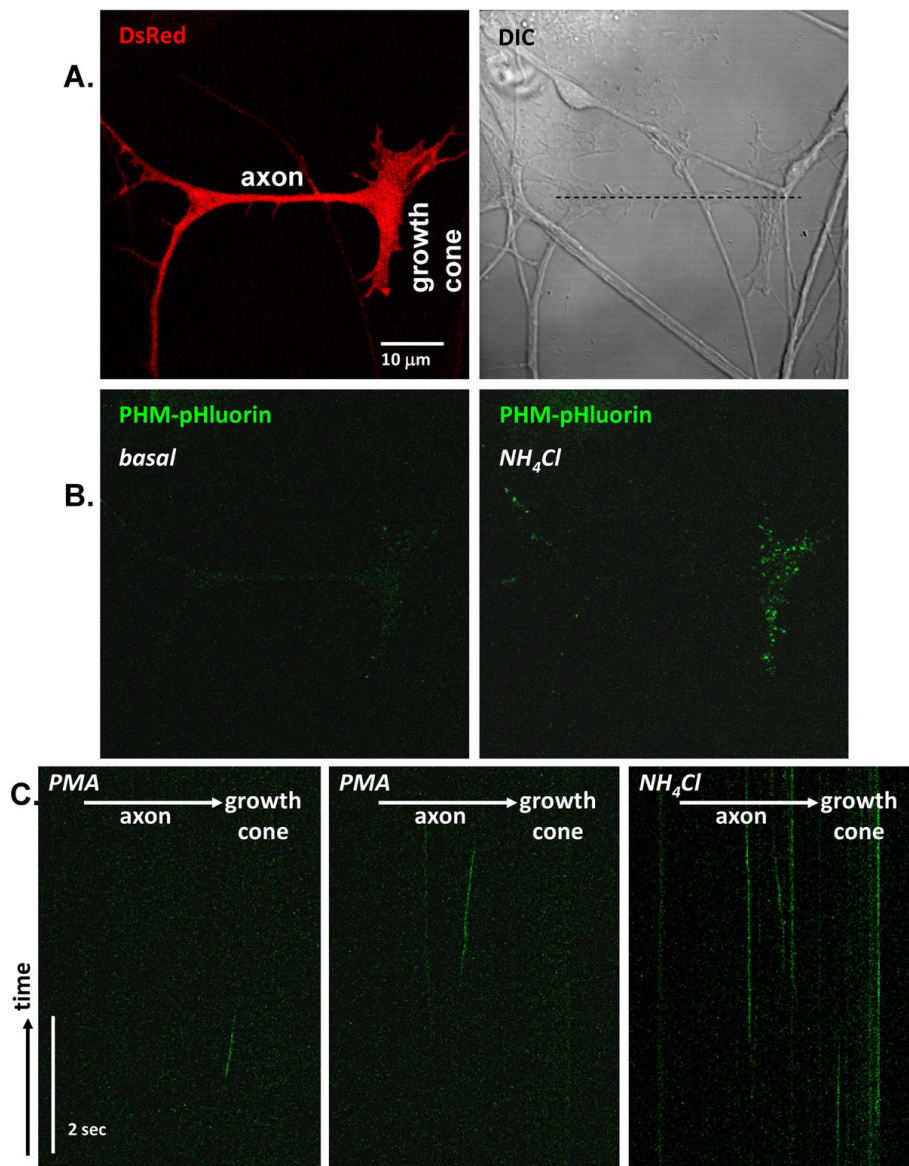 A.
DsRed
axon
growth
cone
10 μm
DIC
B.
PHM-pHluorin
basal
PHM-pHluorin
NH₄Cl
C.
PMA
growth
axon
cone
PMA
growth
axon
cone
NH₄Cl
growth
axon
cone
time
2 sec